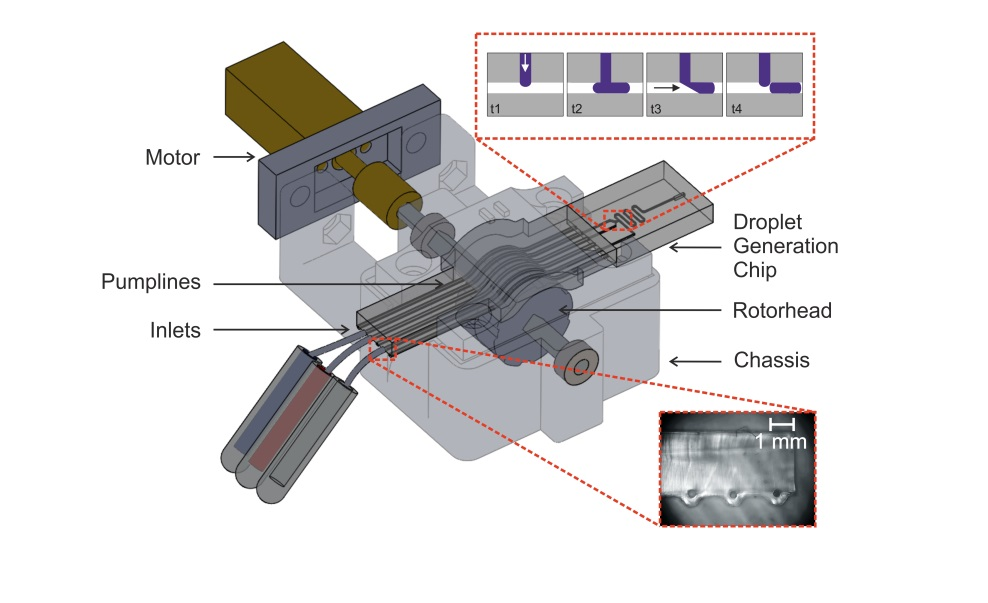 t1
t2
t3
t4
Motor
Droplet
Generation
Chip
Pumplines
Rotorhead
Inlets
Chassis
1 mm